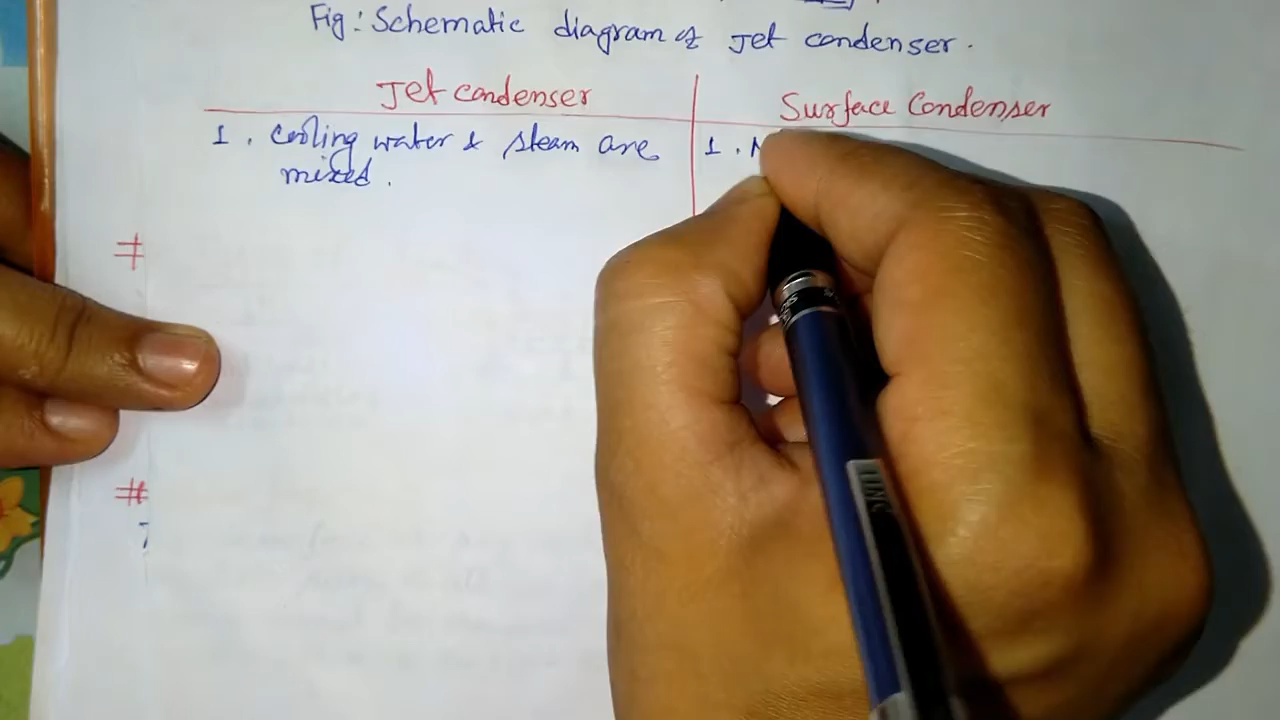 Fig: Schematic diagram of Jet condenser.
Jet condenser
Surface Condenser
1. Cooling water & steam are
mixed.
1. N
#
#